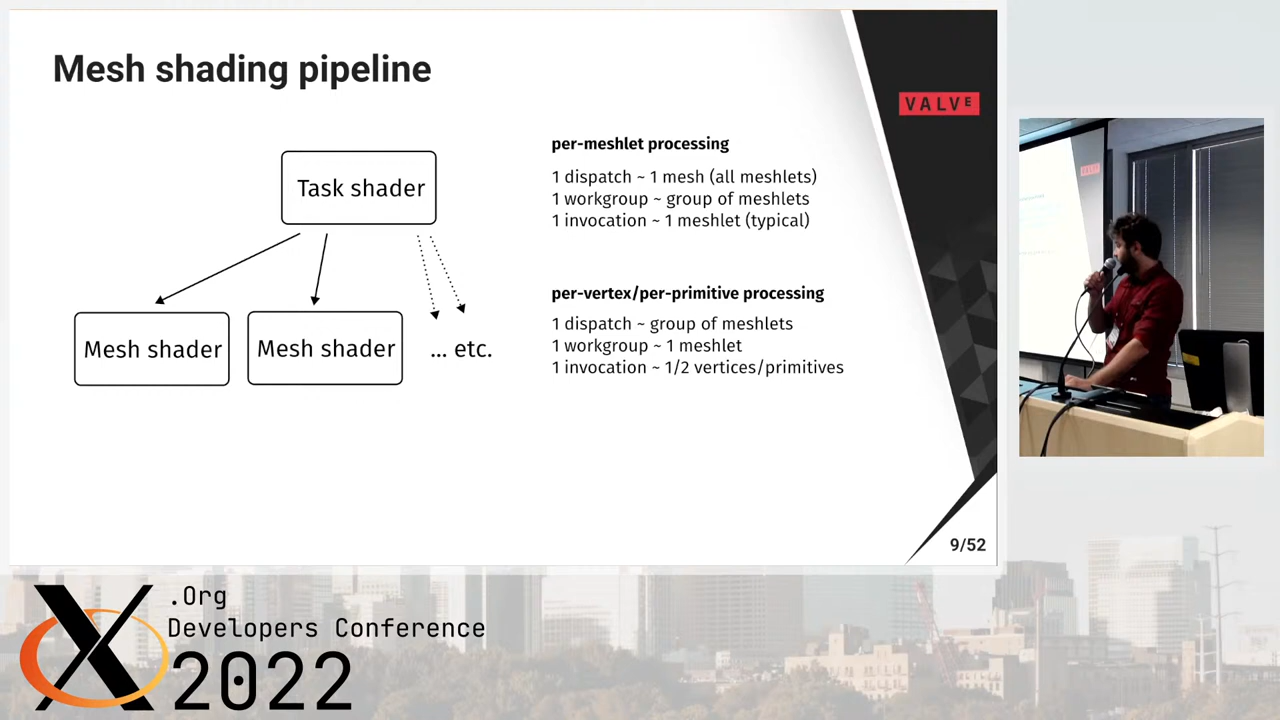 Mesh shading pipeline
VALVE
Task shader
Mesh shader
Mesh shader
... etc.
per-meshlet processing
1 dispatch ~ 1 mesh (all meshlets)
1 workgroup ~ group of meshlets
1 invocation ~ 1 meshlet (typical)
per-vertex/per-primitive processing
1 dispatch ~ group of meshlets
1 workgroup ~ 1 meshlet
1 invocation ~ 1/2 vertices/primitives
9/52
X.Org
Developers Conference
2022